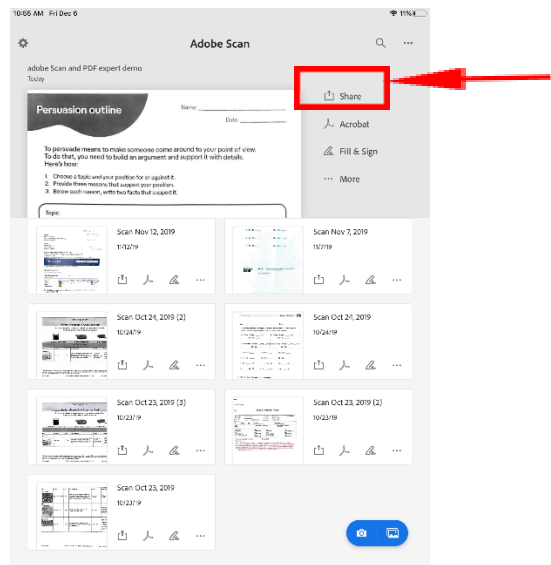 10:55 AM Fri Dec 6
11%
Adobe Scan
adobe Scan and PDF expert demo
Today
Share
Acrobat
Fill & Sign
More
Persuasion outline
Name
Date
To persuade means to make someone come around to your point of view.
To do that, you need to build an argument and support it with details.
Here's how:
1 Choose a topic and your position for or against it.
2. Provide three reasons that support your position.
3 Below each reason, write two facts that support it.
Topic:
Scan Nov 12, 2019
11/12/19
Scan Nov 7, 2019
11/7/19
Scan Oct 24, 2019 (2)
10/24/19
Scan Oct 24, 2019
10/24/19
Scan Oct 23, 2019 (3)
10/23/19
Scan Oct 23, 2019 (2)
10/23/19
Scan Oct 23, 2019
10/23/19